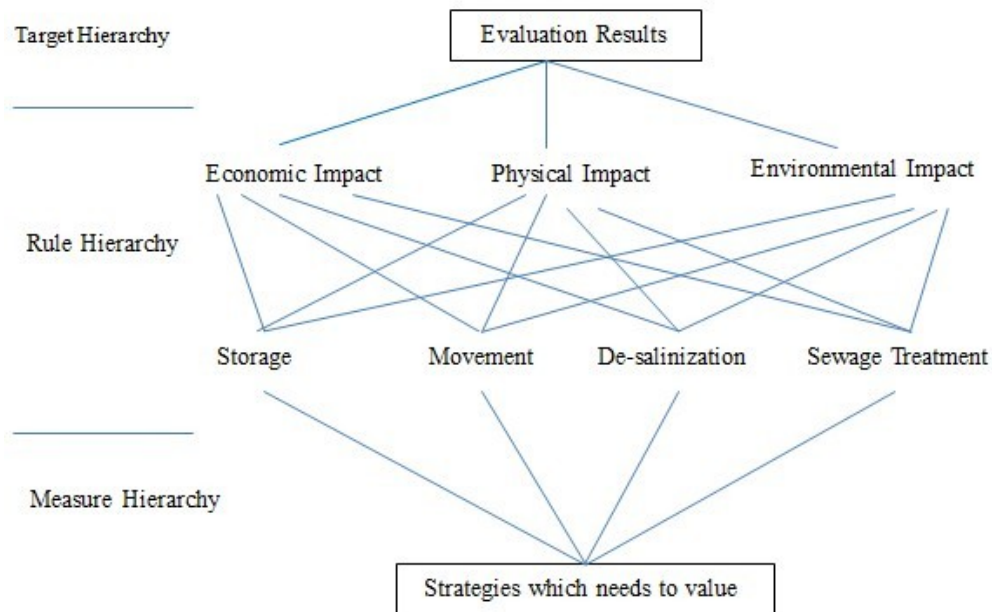 Target Hierarchy
Evaluation Results
Economic Impact
Physical Impact
Environmental Impact
Rule Hierarchy
Storage
Movement
De-salinization
Sewage Treatment
Measure Hierarchy
Strategies which needs to value